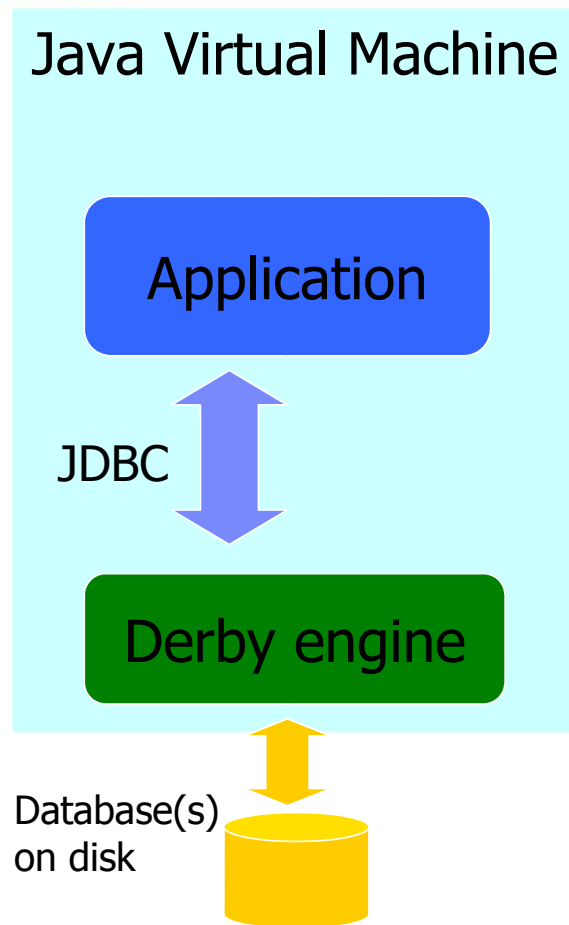 Java Virtual Machine
Application
JDBC
Derby engine
Database(s)
on disk